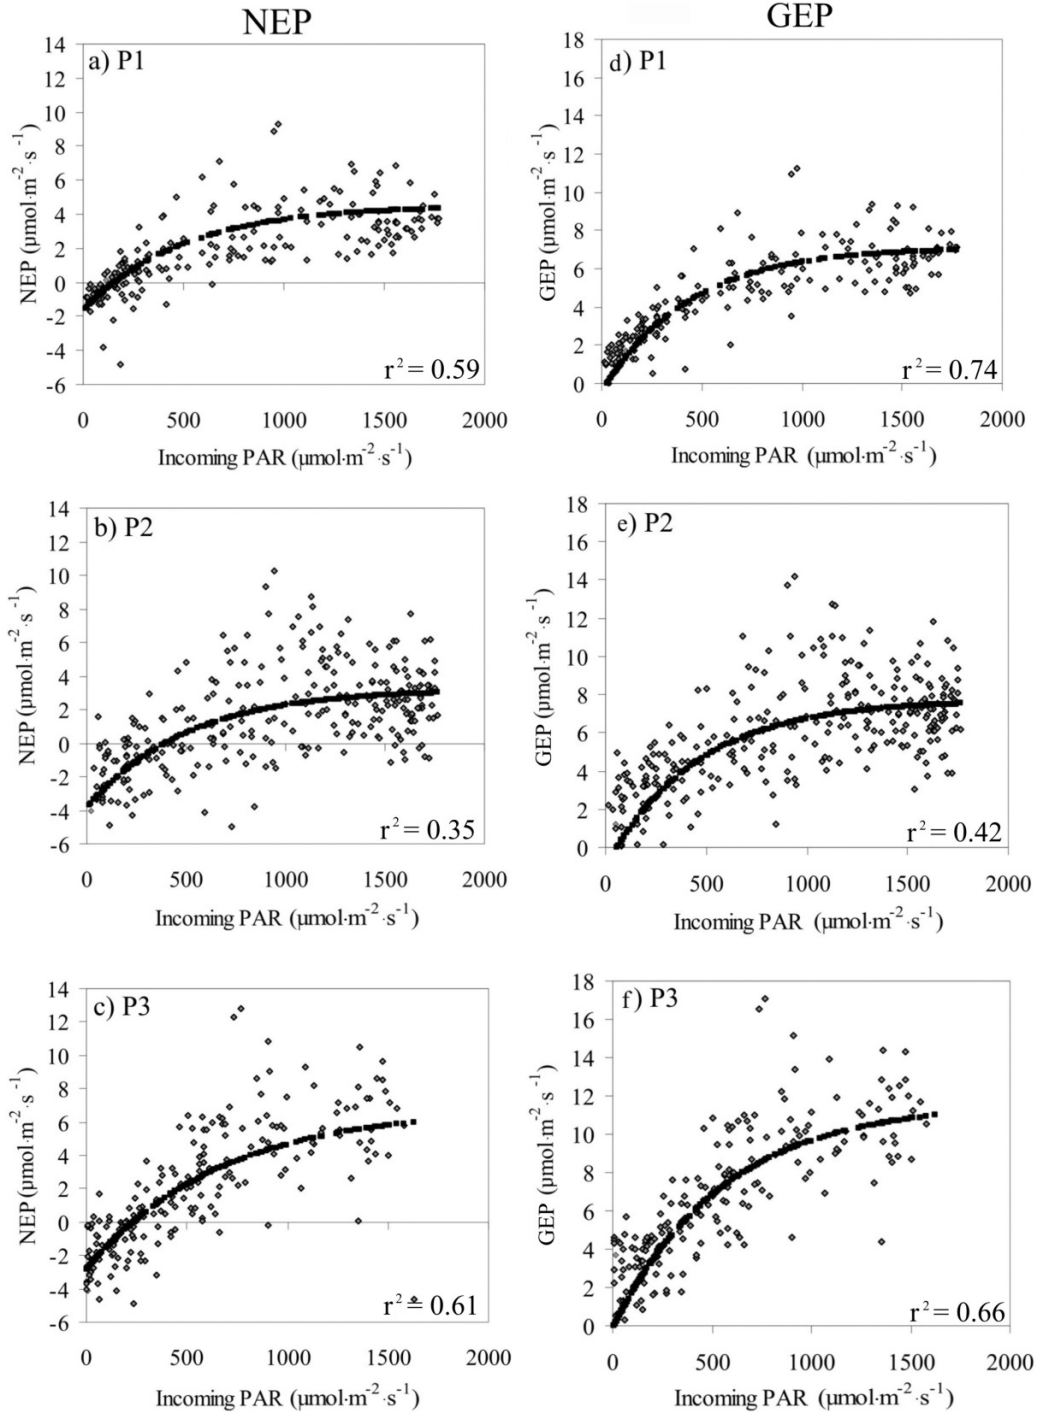 NEP
GEP
a) P1
NEP (µmol·m⁻²·s⁻¹)
14
12
10
8
6
4
2
0
-2
-4
-6
r² = 0.59
0 500 1000 1500 2000
Incoming PAR (µmol·m⁻²·s⁻¹)
d) P1
GEP (µmol·m⁻²·s⁻¹)
18
16
14
12
10
8
6
4
2
0
r² = 0.74
0 500 1000 1500 2000
Incoming PAR (µmol·m⁻²·s⁻¹)
b) P2
NEP (µmol·m⁻²·s⁻¹)
14
12
10
8
6
4
2
0
-2
-4
-6
r² = 0.35
0 500 1000 1500 2000
Incoming PAR (µmol·m⁻²·s⁻¹)
e) P2
GEP (µmol·m⁻²·s⁻¹)
18
16
14
12
10
8
6
4
2
0
r² = 0.42
0 500 1000 1500 2000
Incoming PAR (µmol·m⁻²·s⁻¹)
c) P3
NEP (µmol·m⁻²·s⁻¹)
14
12
10
8
6
4
2
0
-2
-4
-6
r² = 0.61
0 500 1000 1500 2000
Incoming PAR (µmol·m⁻²·s⁻¹)
f) P3
GEP (µmol·m⁻²·s⁻¹)
18
16
14
12
10
8
6
4
2
0
r² = 0.66
0 500 1000 1500 2000
Incoming PAR (µmol·m⁻²·s⁻¹)